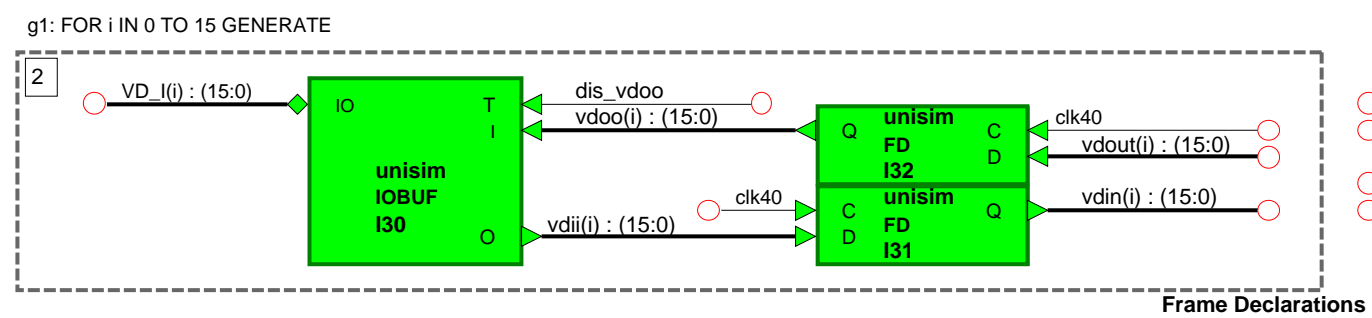 g1: FOR i IN 0 TO 15 GENERATE
2
VD_I(i) : (15:0)
IO
T
I
O
unisim
IOBUF
I30
dis_vdoo
vdoo(i) : (15:0)
vdii(i) : (15:0)
clk40
Q
unisim
FD
I32
C
D
clk40
vdout(i) : (15:0)
C
D
unisim
FD
I31
Q
vdin(i) : (15:0)
Frame Declarations